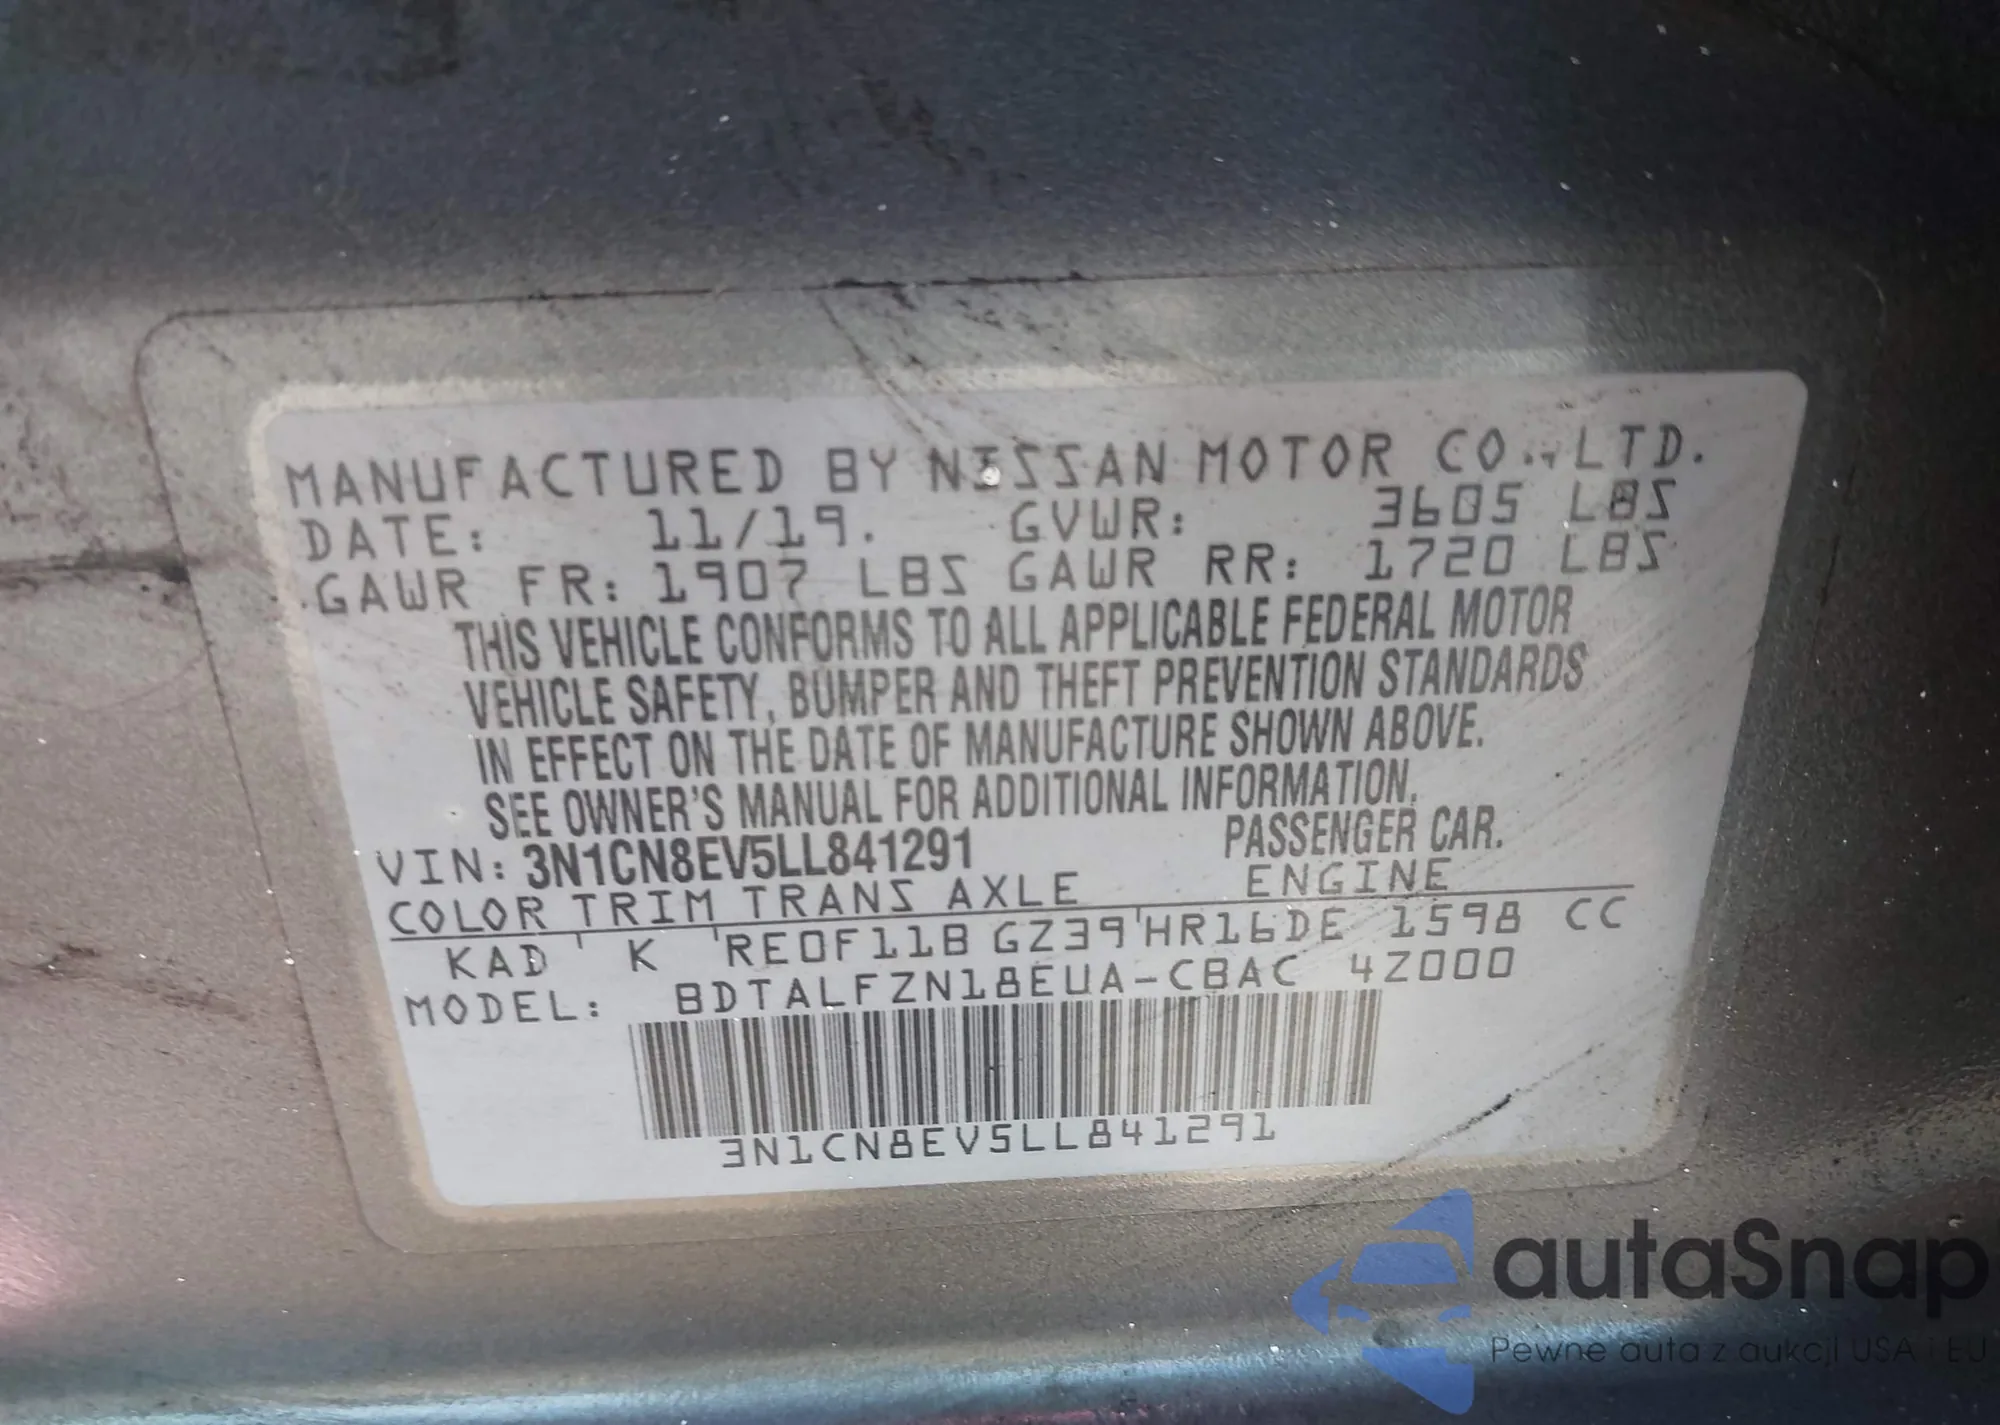 MANUFACTURED BY NISSAN MOTOR CO., LTD.
DATE: 11/19. GVWR: 3605 LBS
GAWR FR: 1907 LBS GAWR RR: 1720 LBS
THIS VEHICLE CONFORMS TO ALL APPLICABLE FEDERAL MOTOR
VEHICLE SAFETY, BUMPER AND THEFT PREVENTION STANDARDS
IN EFFECT ON THE DATE OF MANUFACTURE SHOWN ABOVE.
SEE OWNER'S MANUAL FOR ADDITIONAL INFORMATION.
VIN: 3N1CN8EV5LL841291 PASSENGER CAR.
COLOR TRIM TRANS AXLE ENGINE
KAD K RE0F11B GZ39 HR16DE 1598 CC
MODEL: BDTALFZN18EUA-CBAC 4Z000
3N1CN8EV5LL841291
autaSnap
Pewne auta z aukcji USA i EU